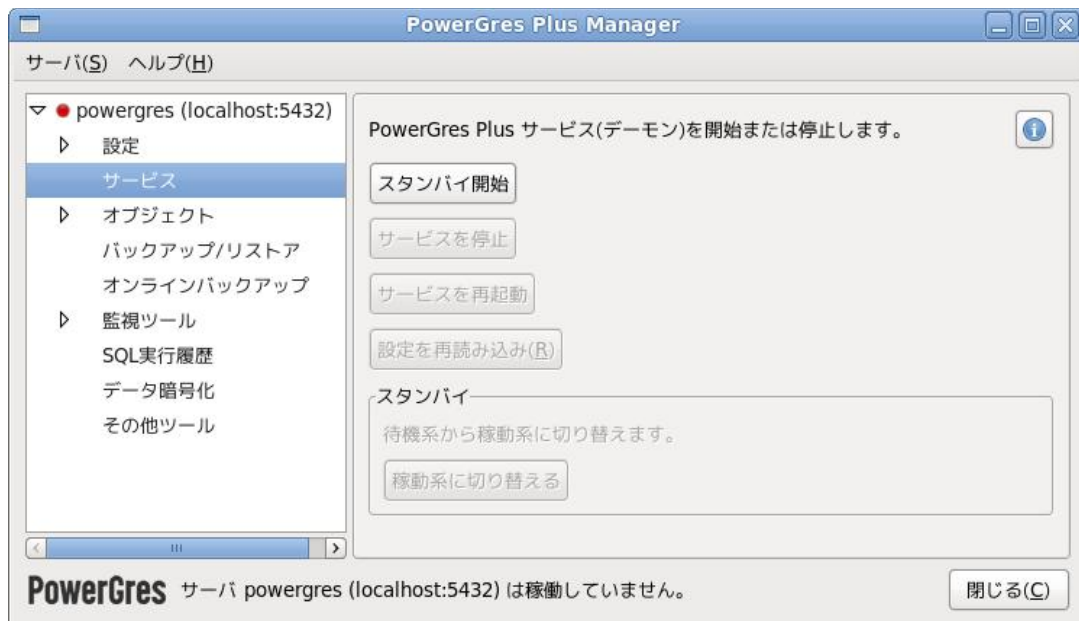 PowerGres Plus Manager
サーバ(S) ヘルプ(H)
powergres (localhost:5432)
設定
サービス
オブジェクト
バックアップ/リストア
オンラインバックアップ
監視ツール
SQL実行履歴
データ暗号化
その他ツール
PowerGres Plus サービス(デーモン)を開始または停止します。
スタンバイ開始
サービスを停止
サービスを再起動
設定を再読み込み(R)
スタンバイ
待機系から稼動系に切り替えます。
稼動系に切り替える
PowerGres サーバ powergres (localhost:5432) は稼働していません。
閉じる(C)